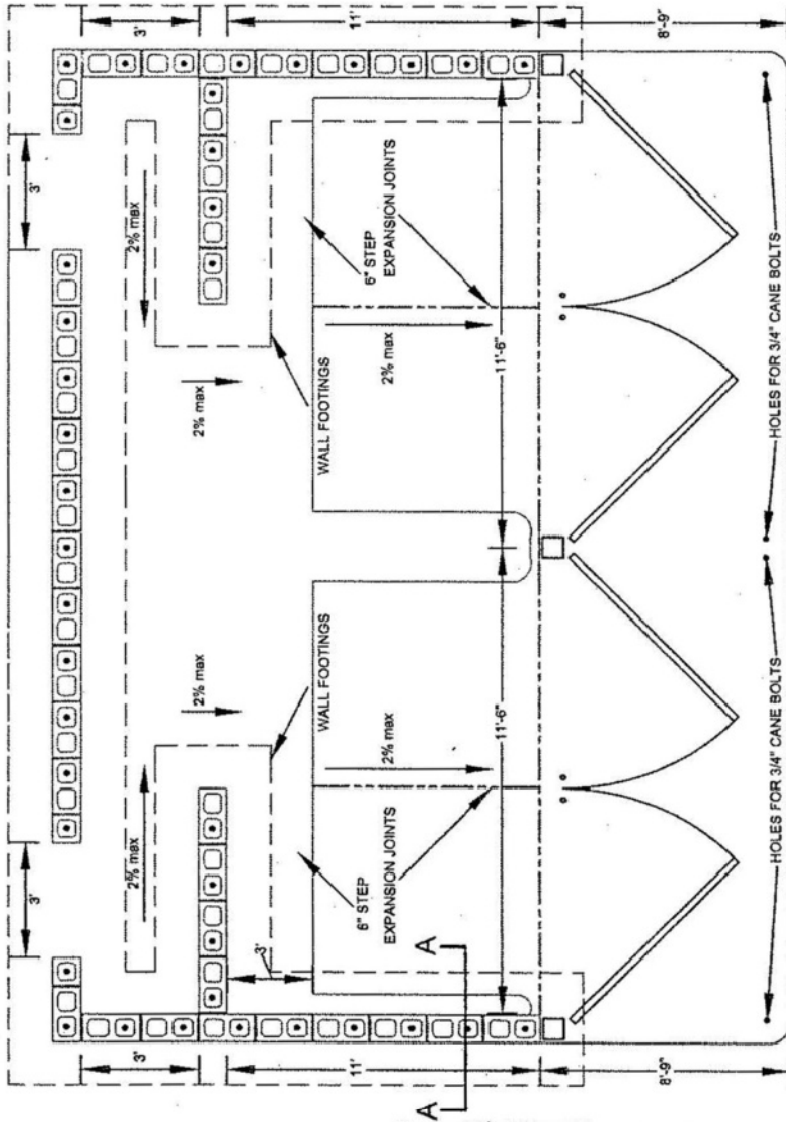 3'
11'
8'-9"
3'
2% max
6" STEP
EXPANSION JOINTS
2% max
2% max
11'-6"
WALL FOOTINGS
HOLES FOR 3/4" CANE BOLTS
2% max
WALL FOOTINGS
2% max
11'-6"
3'
2% max
6" STEP
EXPANSION JOINTS
3'
A
A
HOLES FOR 3/4" CANE BOLTS
3'
11'
8'-9"